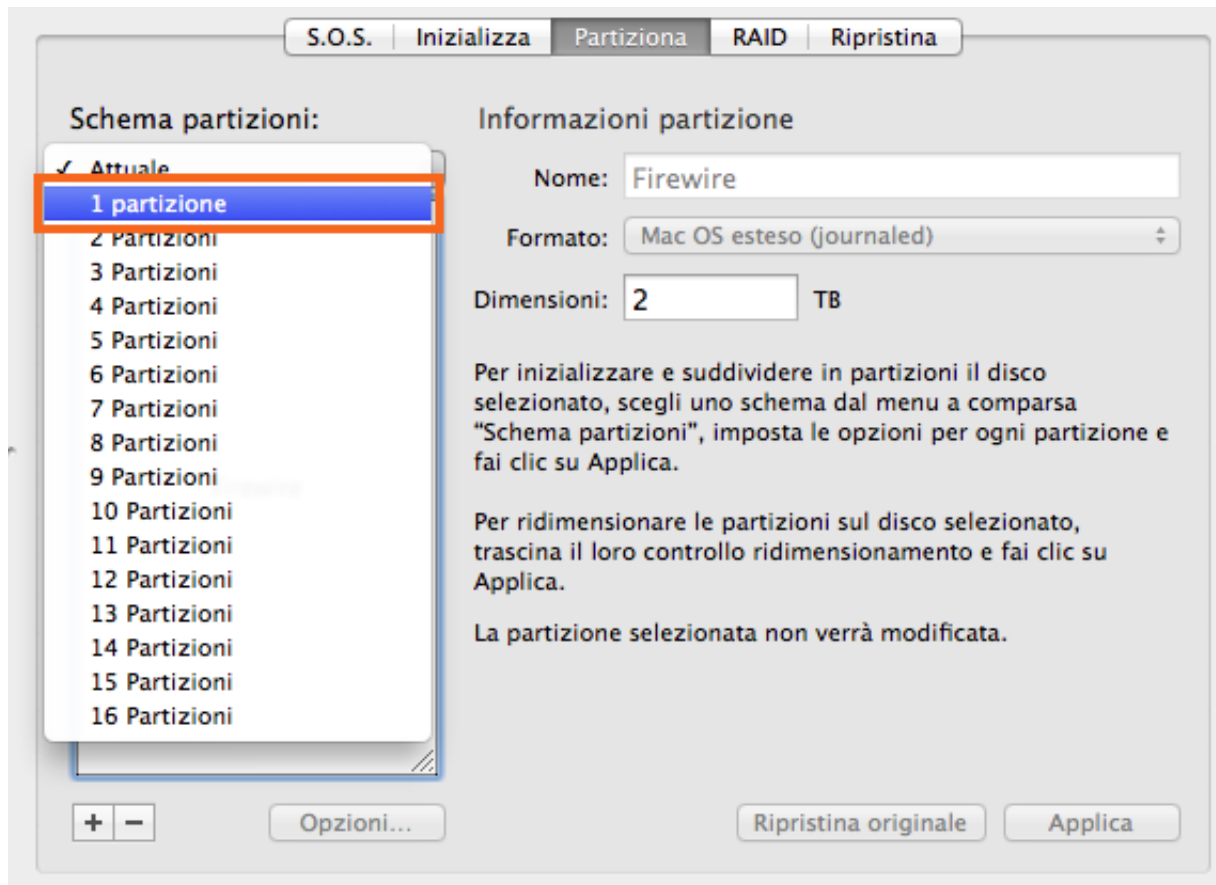 S.O.S. Inizializza Partiziona RAID Ripristina
Schema partizioni:
Attuale
1 partizione
2 Partizioni
3 Partizioni
4 Partizioni
5 Partizioni
6 Partizioni
7 Partizioni
8 Partizioni
9 Partizioni
10 Partizioni
11 Partizioni
12 Partizioni
13 Partizioni
14 Partizioni
15 Partizioni
16 Partizioni
Opzioni...
Informazioni partizione
Nome: Firewire
Formato: Mac OS esteso (journaled)
Dimensioni: 2 TB
Per inizializzare e suddividere in partizioni il disco
selezionato, scegli uno schema dal menu a comparsa
“Schema partizioni”, imposta le opzioni per ogni partizione e
fai clic su Applica.
Per ridimensionare le partizioni sul disco selezionato,
trascina il loro controllo ridimensionamento e fai clic su
Applica.
La partizione selezionata non verrà modificata.
Ripristina originale Applica